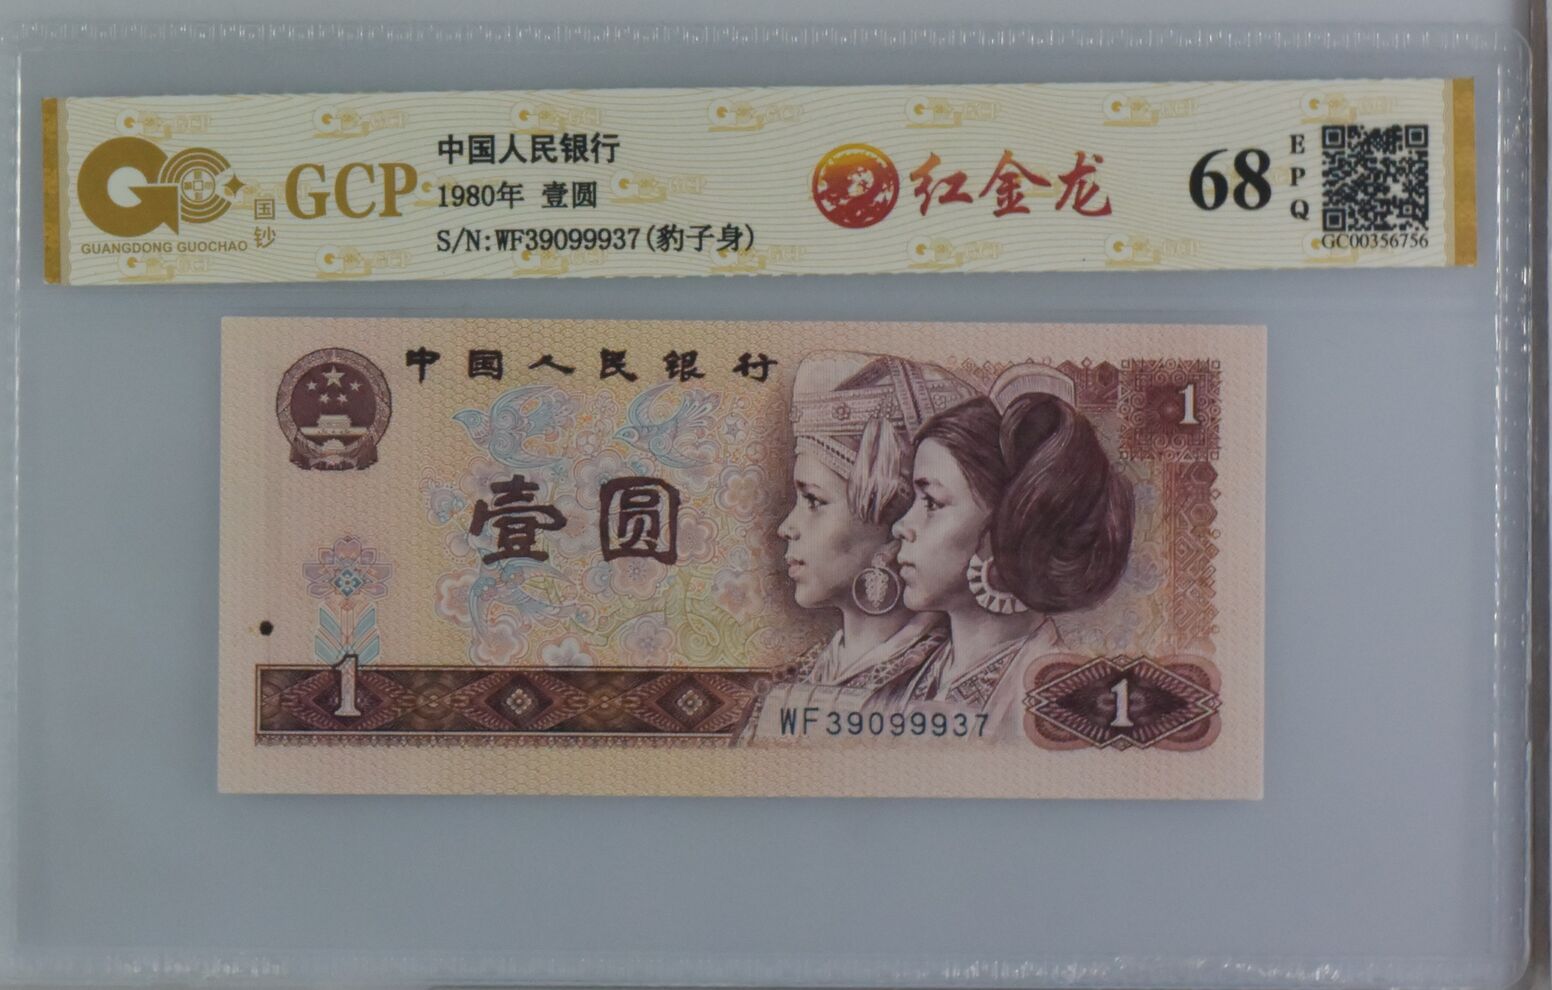 GCP
国钞
GUANGDONG GUOCHAO
中国人民银行
1980年 壹圆
S/N:WF39099937(豹子身)
红金龙
68
EPQ
GC00356756
中国人民银行
1
壹圆
1
WF39099937
1